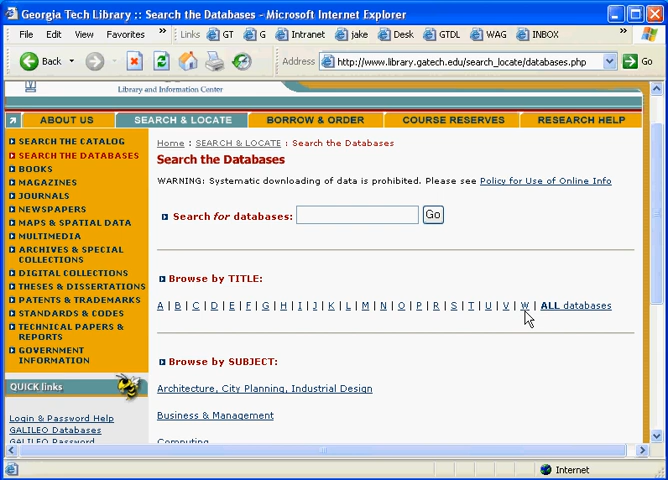 Georgia Tech Library :: Search the Databases - Microsoft Internet Explorer
File Edit View Favorites » Links GT G Intranet jake Desk GTDL WAG INBOX
Back » Address http://www.library.gatech.edu/search_locate/databases.php Go
Library and Information Center
ABOUT US SEARCH & LOCATE BORROW & ORDER COURSE RESERVES RESEARCH HELP
SEARCH THE CATALOG
SEARCH THE DATABASES
BOOKS
MAGAZINES
JOURNALS
NEWSPAPERS
MAPS & SPATIAL DATA
MULTIMEDIA
ARCHIVES & SPECIAL
COLLECTIONS
DIGITAL COLLECTIONS
THESES & DISSERTATIONS
PATENTS & TRADEMARKS
STANDARDS & CODES
TECHNICAL PAPERS &
REPORTS
GOVERNMENT
INFORMATION
QUICK links
Login & Password Help
GALILEO Databases
GALILEO Password
Home : SEARCH & LOCATE : Search the Databases
Search the Databases
WARNING: Systematic downloading of data is prohibited. Please see Policy for Use of Online Info
Search for databases: Go
Browse by TITLE:
A | B | C | D | E | F | G | H | I | J | K | L | M | N | O | P | R | S | T | U | V | W | ALL databases
Browse by SUBJECT:
Architecture, City Planning, Industrial Design
Business & Management
Computing
Internet